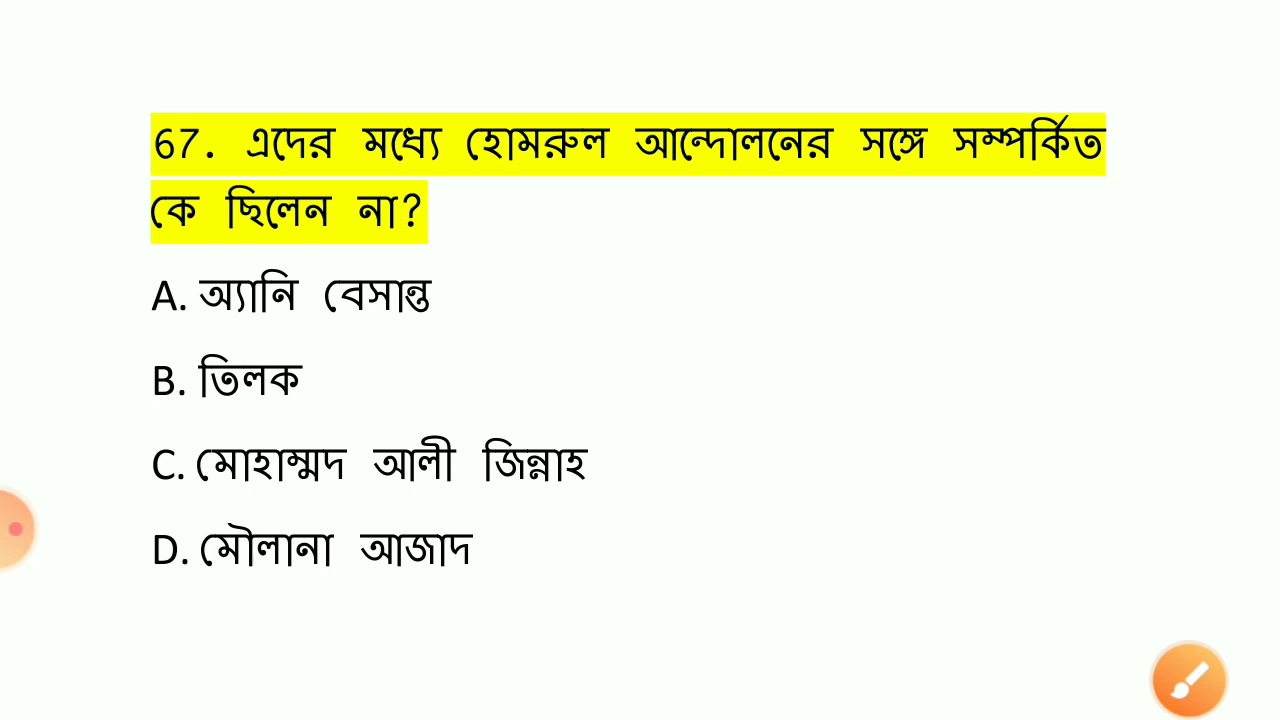 67. এদের মধ্যে হোমরুল আন্দোলনের সঙ্গে সম্পর্কিত
কে ছিলেন না?
A. অ্যানি বেসান্ত
B. তিলক
C. মোহাম্মদ আলী জিন্নাহ
D. মৌলানা আজাদ